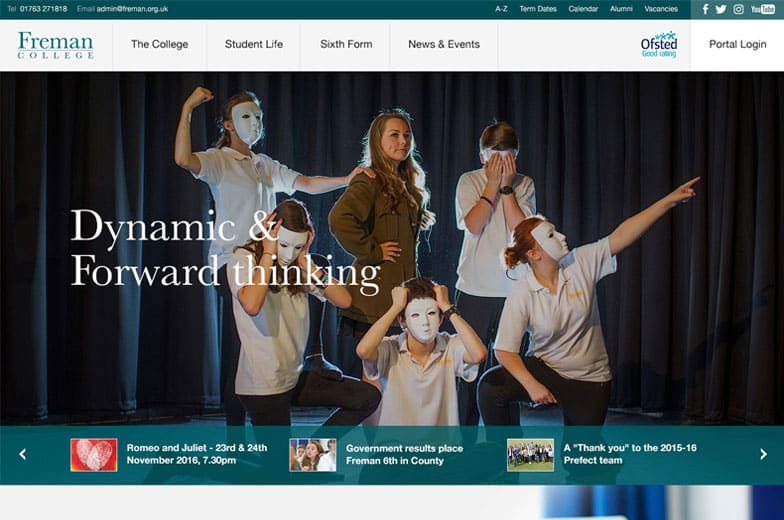 Tel 01763 271818 Email admin@freman.org.uk A-Z Term Dates Calendar Alumni Vacancies You Tube
Freman
COLLEGE
The College Student Life Sixth Form News & Events Ofsted
Good rating
Portal Login
Dynamic &
Forward thinking
Romeo and Juliet - 23rd & 24th
November 2016, 7.30pm
Government results place
Freman 6th in County
A "Thank you" to the 2015-16
Prefect team